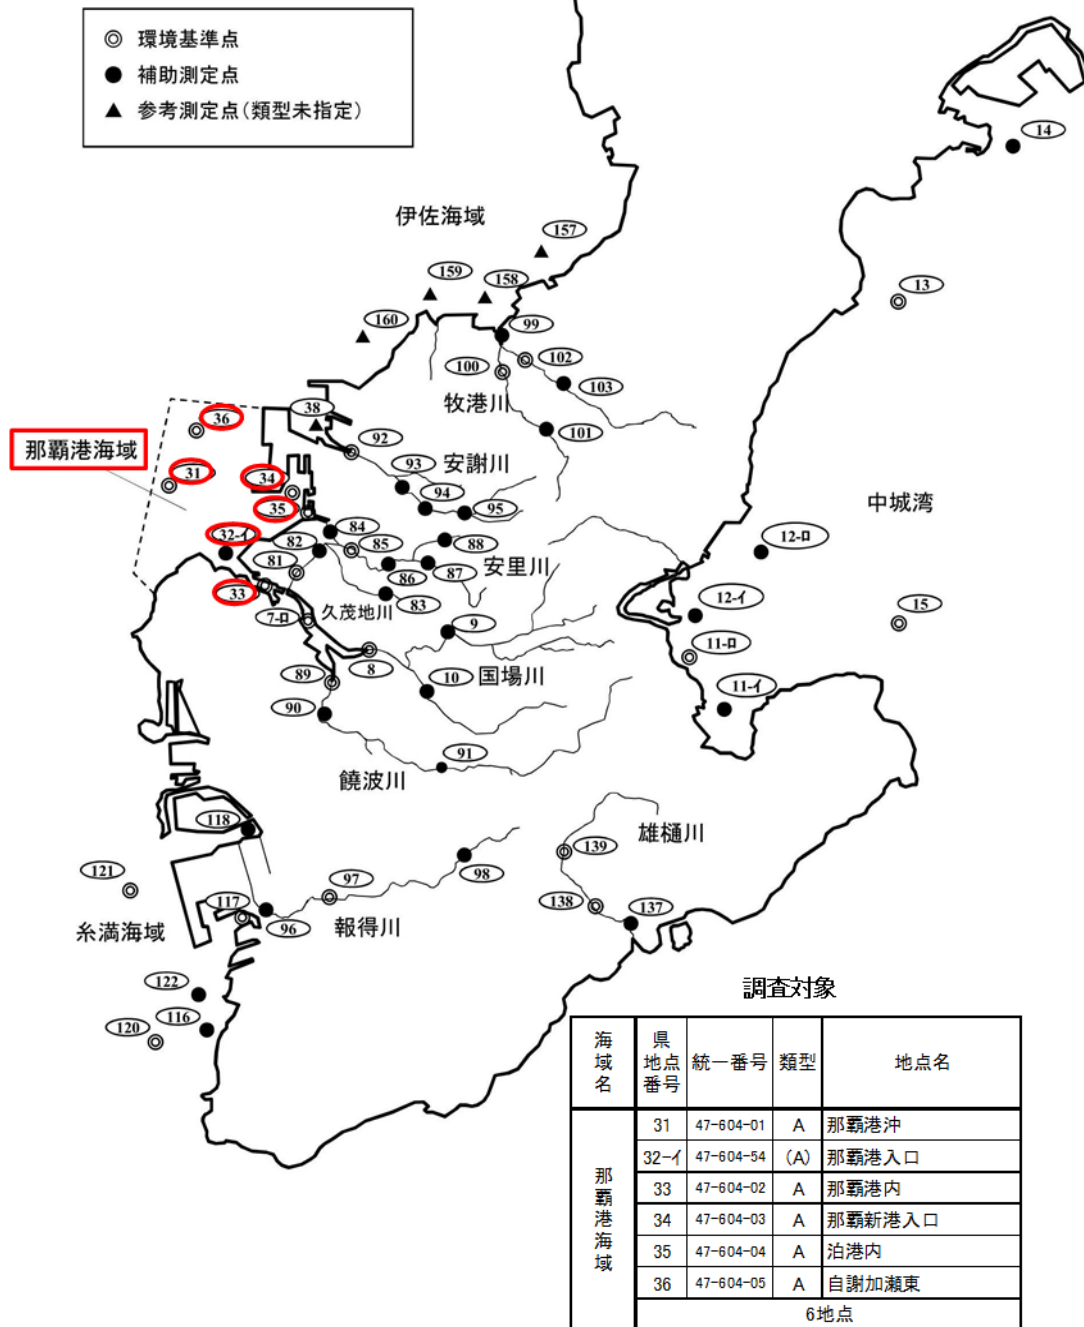 環境基準点
補助測定点
参考測定点(類型未指定)
14
伊佐海域
157
159
158
13
160
99
102
100
103
牧港川
36
38
92
101
那覇港海域
31
34
93
安謝川
94
95
35
中城湾
32-イ
84
82
85
88
12-ロ
81
安里川
86
87
33
83
12-イ
7-ロ
久茂地川
9
15
11-ロ
8
89
10
国場川
11-イ
90
91
饒波川
118
雄樋川
139
121
98
97
117
138
137
96
報得川
糸満海域
122
116
120
調査対象
海域名
県地点番号
統一番号
類型
地点名
那覇港海域
31 47-604-01 A 那覇港沖
32-イ 47-604-54 (A) 那覇港入口
33 47-604-02 A 那覇港内
34 47-604-03 A 那覇新港入口
35 47-604-04 A 泊港内
36 47-604-05 A 自謝加瀬東
6地点